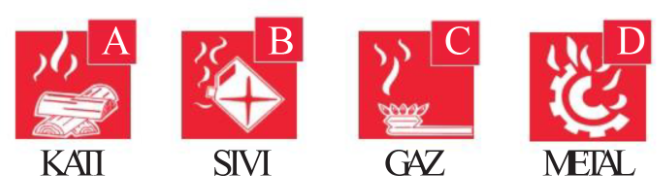 A B C D
KATI SIVI GAZ METAL